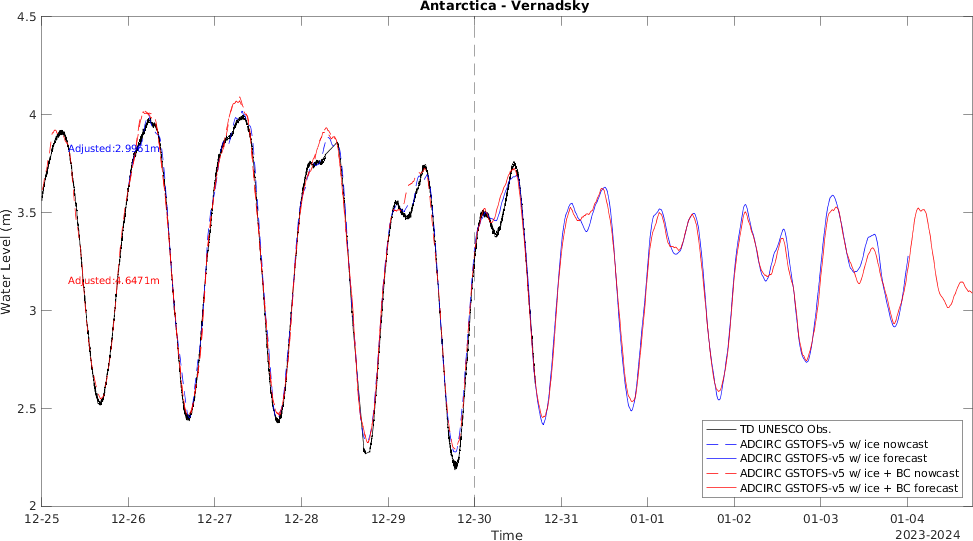 Antarctica - Vernadsky
4.5
4
3.5
3
2.5
2
Water Level (m)
Adjusted:2.9961m
Adjusted:4.6471m
TD UNESCO Obs.
ADCIRC GSTOFS-v5 w/ ice nowcast
ADCIRC GSTOFS-v5 w/ ice forecast
ADCIRC GSTOFS-v5 w/ ice + BC nowcast
ADCIRC GSTOFS-v5 w/ ice + BC forecast
12-25 12-26 12-27 12-28 12-29 12-30 12-31 01-01 01-02 01-03 01-04
Time
2023-2024